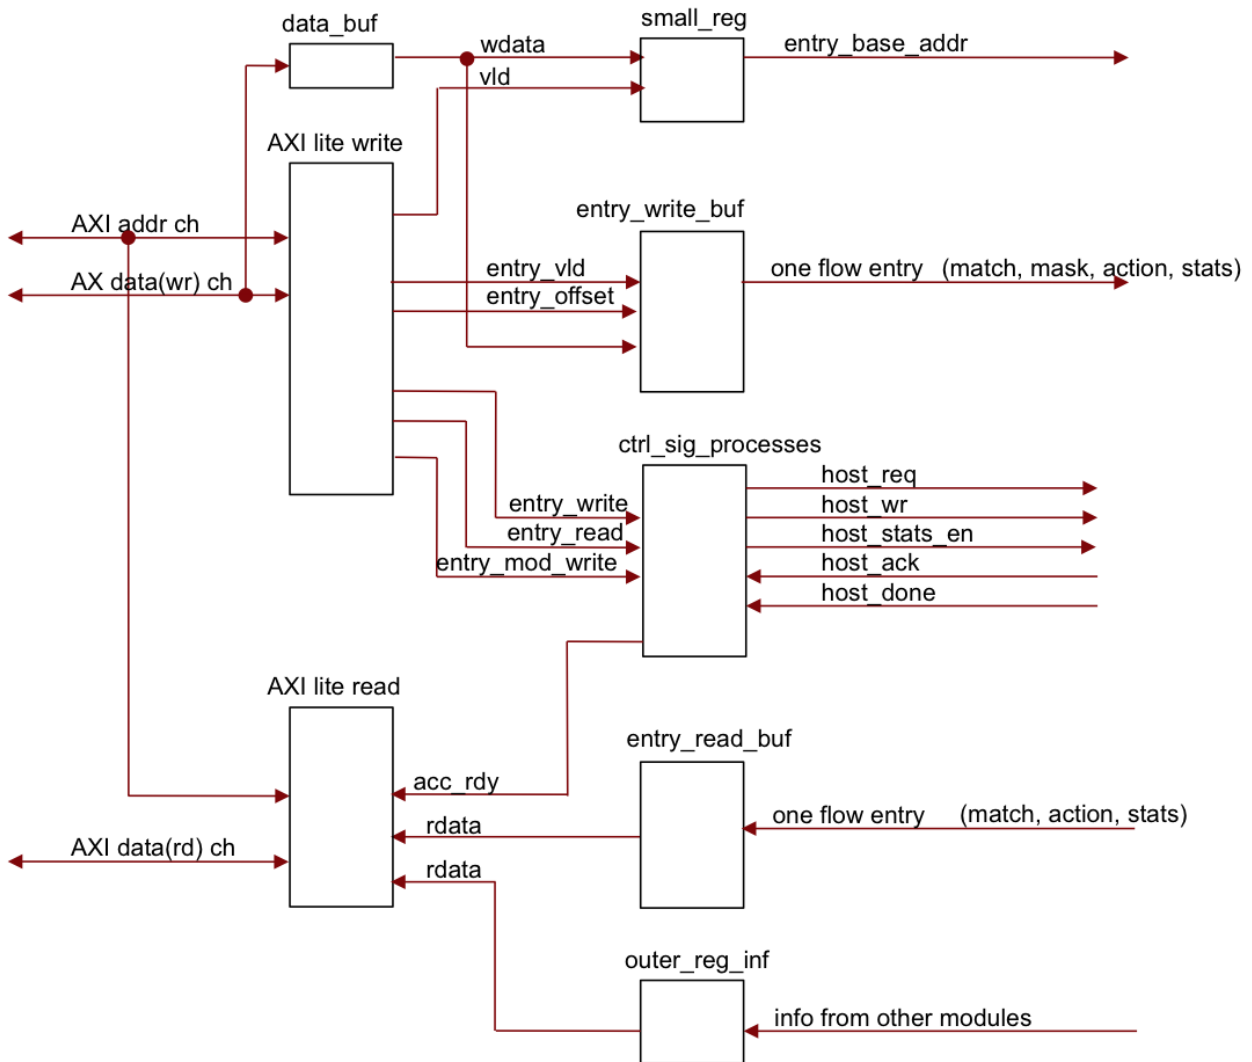 data_buf
small_reg
wdata
entry_base_addr
vld
AXI lite write
entry_write_buf
AXI addr ch
AX data(wr) ch
entry_vld
one flow entry (match, mask, action, stats)
entry_offset
ctrl_sig_processes
host_req
entry_write
host_wr
entry_read
host_stats_en
entry_mod_write
host_ack
host_done
AXI lite read
entry_read_buf
acc_rdy
one flow entry (match, action, stats)
rdata
AXI data(rd) ch
rdata
outer_reg_inf
info from other modules